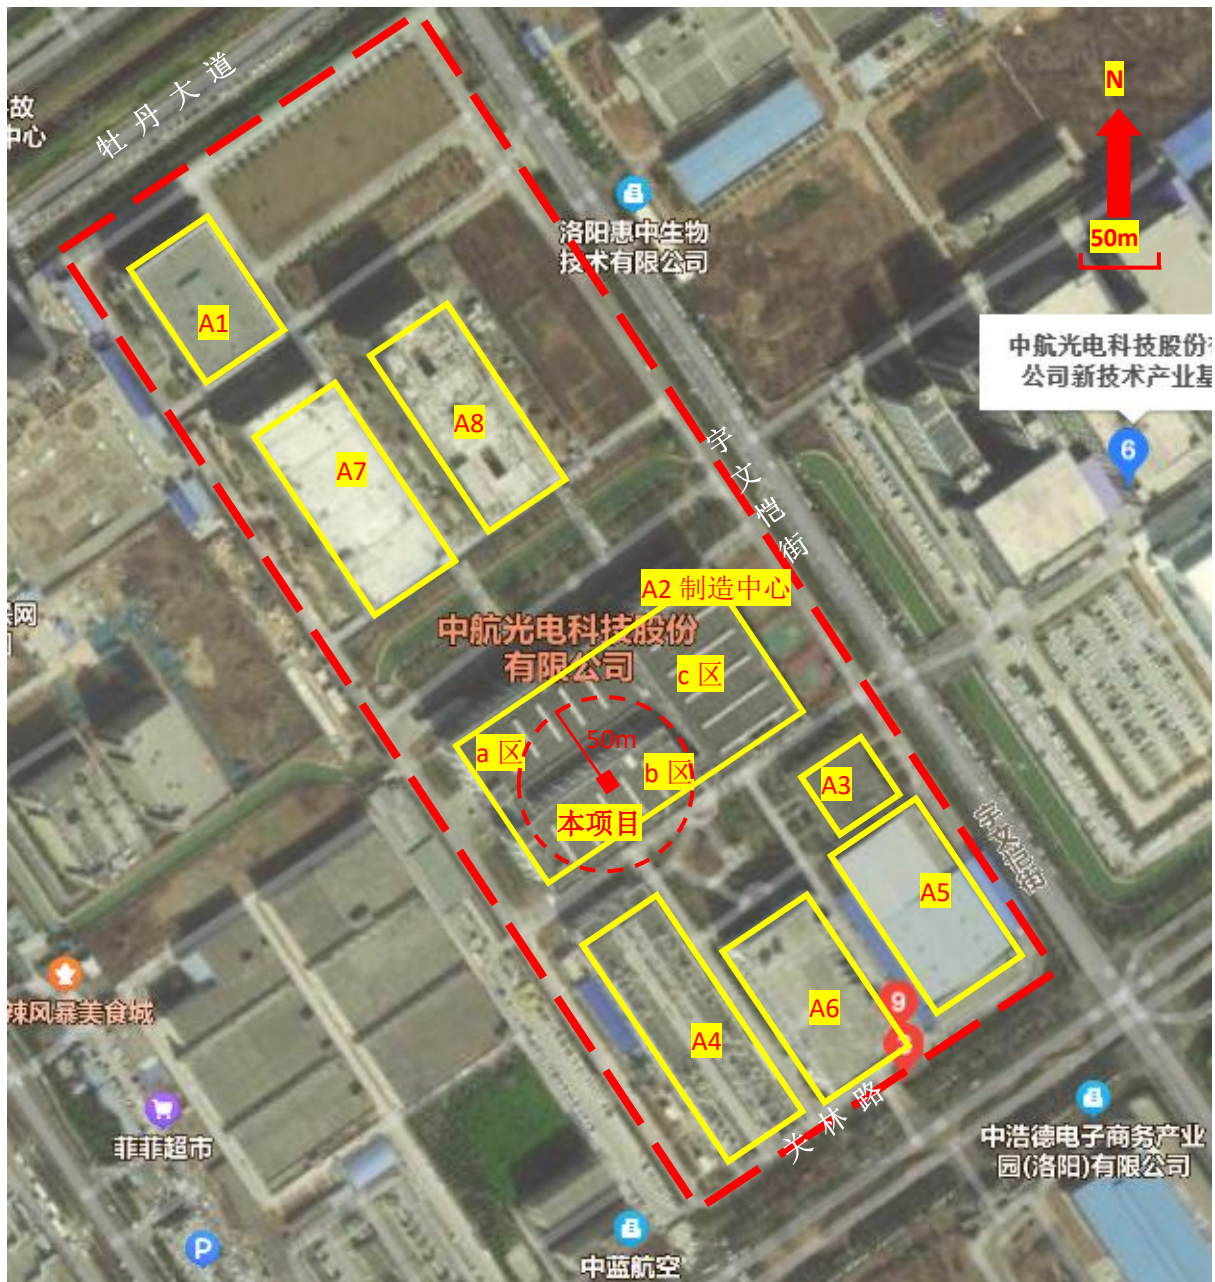 牡丹大道
故
中心
N
50m
洛阳惠中生物
技术有限公司
中航光电科技股份有
公司新技术产业基
A1
A8
A7
6
宇文恺街
A2 制造中心
中航光电科技股份
有限公司
c 区
a 区
50m
b 区
本项目
A3
A5
9
A6
A4
关林路
辣风暴美食城
菲菲超市
P
中浩德电子商务产业
园(洛阳)有限公司
中蓝航空